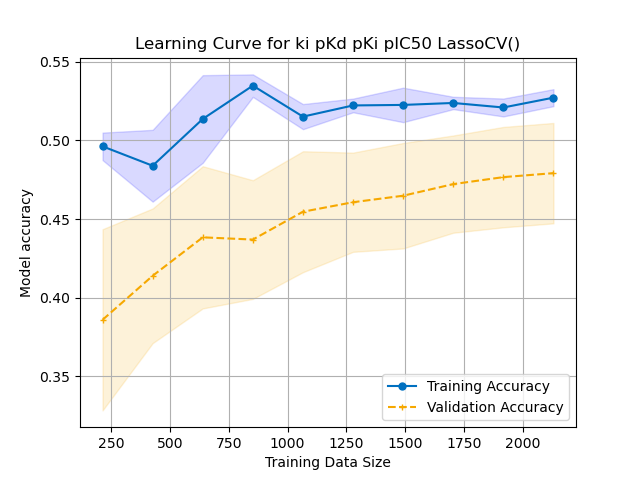 Learning Curve for ki pKd pKi pIC50 LassoCV()
Model accuracy
0.55
0.50
0.45
0.40
0.35
Training Accuracy
Validation Accuracy
250 500 750 1000 1250 1500 1750 2000
Training Data Size